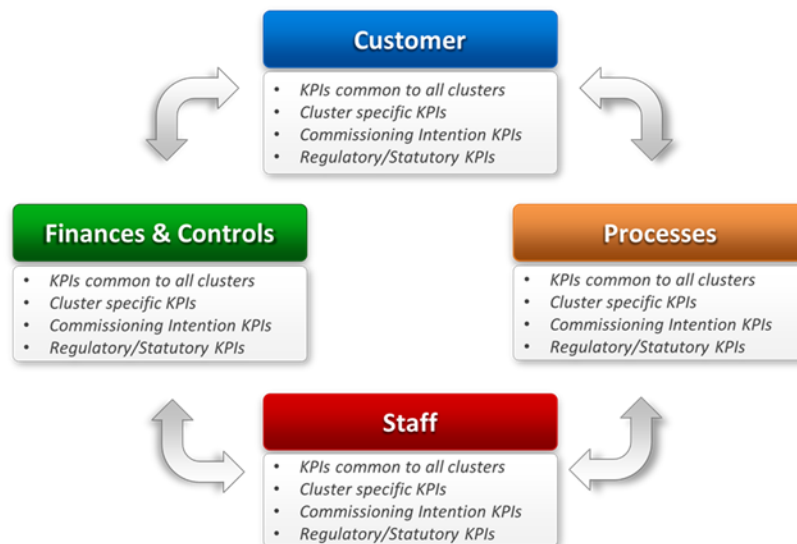 Customer
• KPIs common to all clusters
• Cluster specific KPIs
• Commissioning Intention KPIs
• Regulatory/Statutory KPIs
Finances & Controls
• KPIs common to all clusters
• Cluster specific KPIs
• Commissioning Intention KPIs
• Regulatory/Statutory KPIs
Processes
• KPIs common to all clusters
• Cluster specific KPIs
• Commissioning Intention KPIs
• Regulatory/Statutory KPIs
Staff
• KPIs common to all clusters
• Cluster specific KPIs
• Commissioning Intention KPIs
• Regulatory/Statutory KPIs